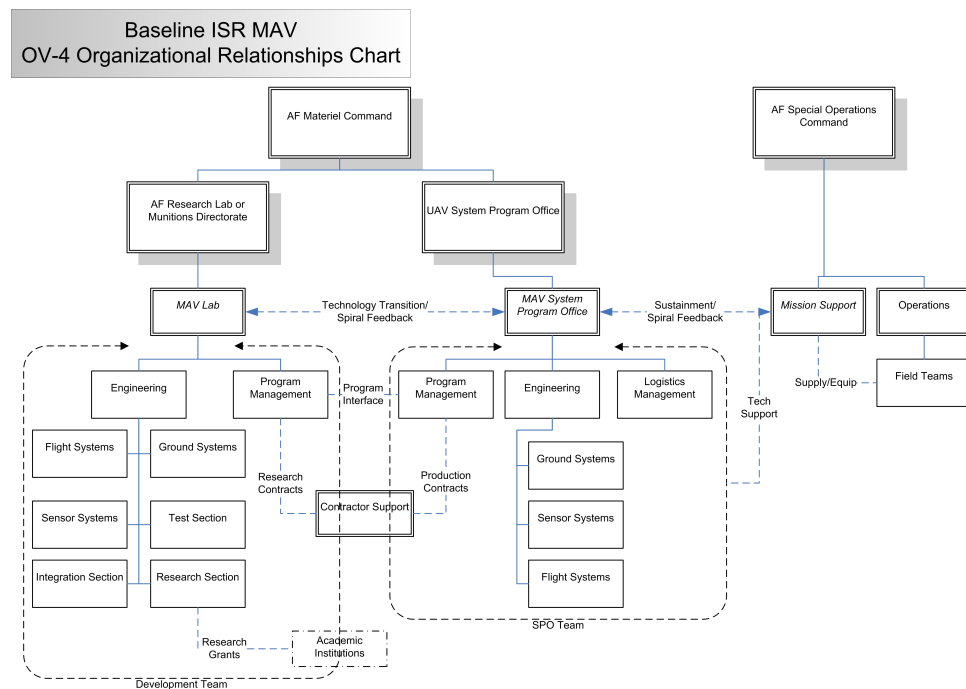 Baseline ISR MAV
OV-4 Organizational Relationships Chart
AF Materiel Command
AF Special Operations
Command
AF Research Lab or
Munitions Directorate
UAV System Program Office
MAV Lab
Technology Transition/
Spiral Feedback
MAV System
Program Office
Sustainment/
Spiral Feedback
Mission Support
Operations
Engineering
Program
Management
Program
Interface
Program
Management
Engineering
Logistics
Management
Supply/Equip
Field Teams
Tech
Support
Flight Systems
Ground Systems
Research
Contracts
Production
Contracts
Ground Systems
Contractor Support
Sensor Systems
Test Section
Sensor Systems
Integration Section
Research Section
Flight Systems
SPO Team
Research
Grants
Academic
Institutions
Development Team